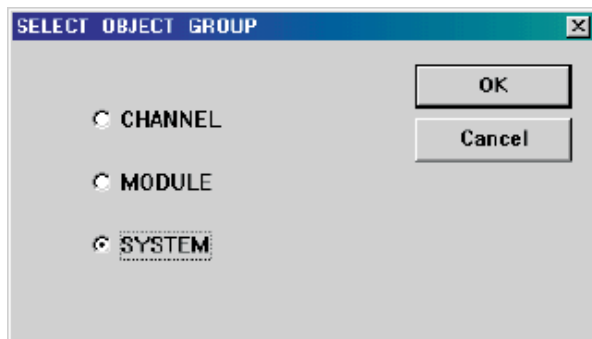 SELECT OBJECT GROUP
OK
CHANNEL
Cancel
MODULE
SYSTEM